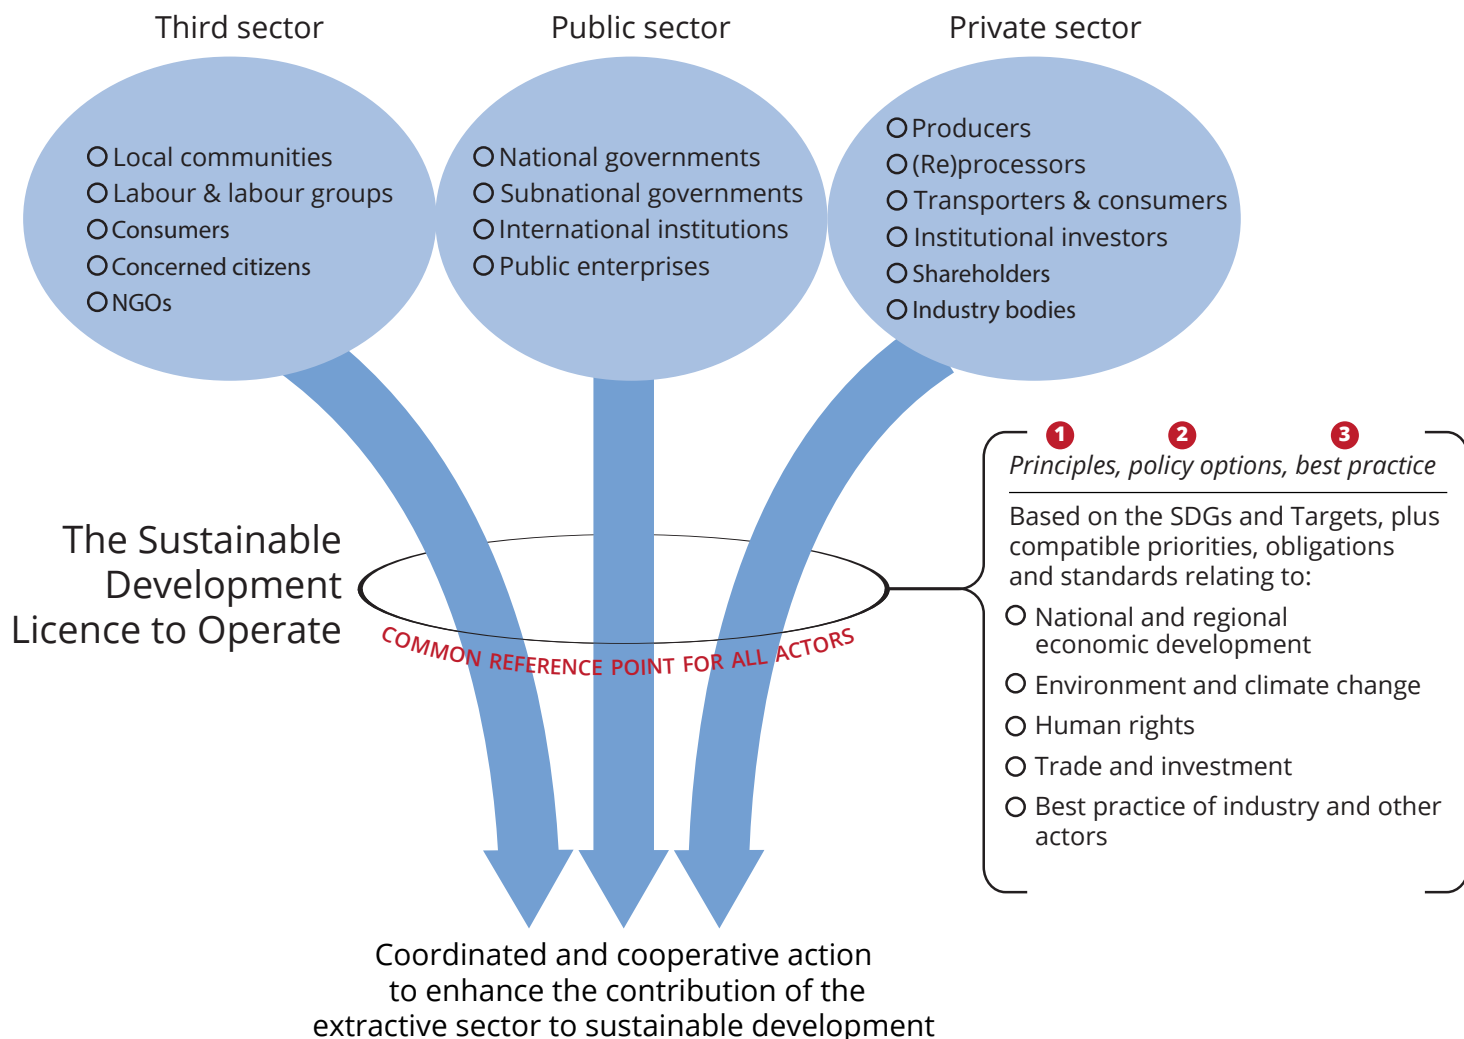 Third sector
Public sector
Private sector
Local communities
Labour & labour groups
Consumers
Concerned citizens
NGOs
National governments
Subnational governments
International institutions
Public enterprises
Producers
(Re)processors
Transporters & consumers
Institutional investors
Shareholders
Industry bodies
The Sustainable
Development
Licence to Operate
COMMON REFERENCE POINT FOR ALL ACTORS
1 2 3
Principles, policy options, best practice
Based on the SDGs and Targets, plus
compatible priorities, obligations
and standards relating to:
National and regional
economic development
Environment and climate change
Human rights
Trade and investment
Best practice of industry and other
actors
Coordinated and cooperative action
to enhance the contribution of the
extractive sector to sustainable development